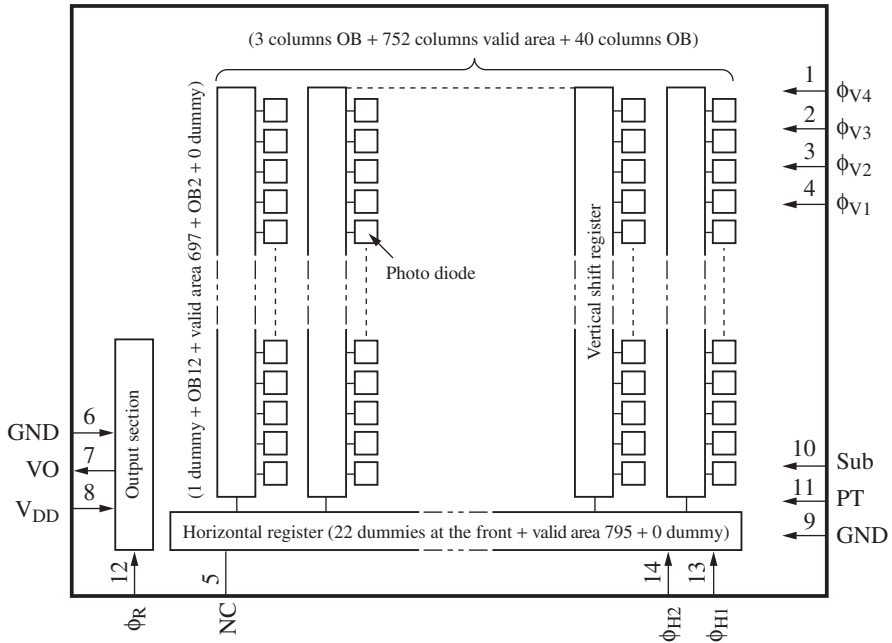 (3 columns OB + 752 columns valid area + 40 columns OB)
(1 dummy + OB12 + valid area 697 + OB2 + 0 dummy)
Photo diode
Vertical shift register
1
ϕV4
2
ϕV3
3
ϕV2
4
ϕV1
Output section
GND
6
VO
7
VDD
8
10
Sub
11
PT
9
GND
Horizontal register (22 dummies at the front + valid area 795 + 0 dummy)
12
ϕR
5
NC
14
ϕH2
13
ϕH1